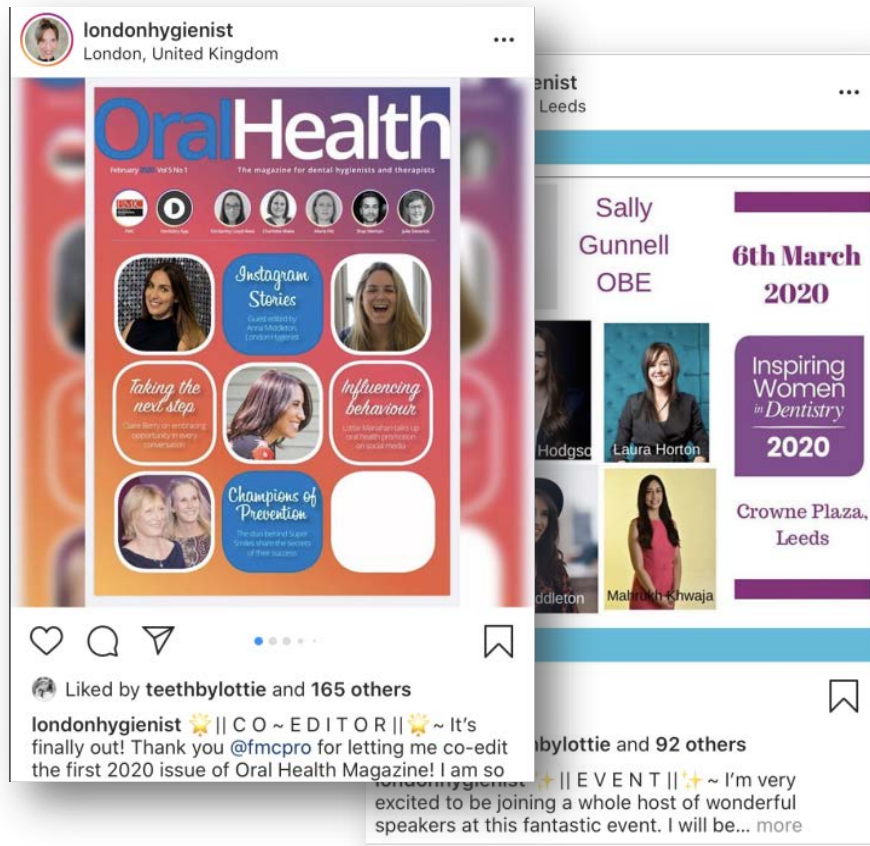 londonhygienist
London, United Kingdom
OralHealth
February 2020 Vol 5 No 1
The magazine for dental hygienists and therapists
FMC
Instagram
Stories
Guest edited by
Anna Middleton,
London Hygienist
Taking the
next step
Claire Berry on embracing
opportunity in every
conversation
Influencing
behaviour
Lottie Manahan talks up
oral health promotion
on social media
Champions of
Prevention
The duo behind Super
Smiles share the secrets
of their success
Liked by teethbylottie and 165 others
londonhygienist 🌟 || C O ~ E D I T O R || 🌟 ~ It's
finally out! Thank you @fmcpro for letting me co-edit
the first 2020 issue of Oral Health Magazine! I am so
enist
Leeds
Sally
Gunnell
OBE
Hodgso
Laura Horton
ddleton
Mahrukh Khwaja
6th March
2020
Inspiring
Women
in Dentistry
2020
Crowne Plaza,
Leeds
hbylottie and 92 others
londonhygienist ✨ || E V E N T || ✨ ~ I'm very
excited to be joining a whole host of wonderful
speakers at this fantastic event. I will be... more